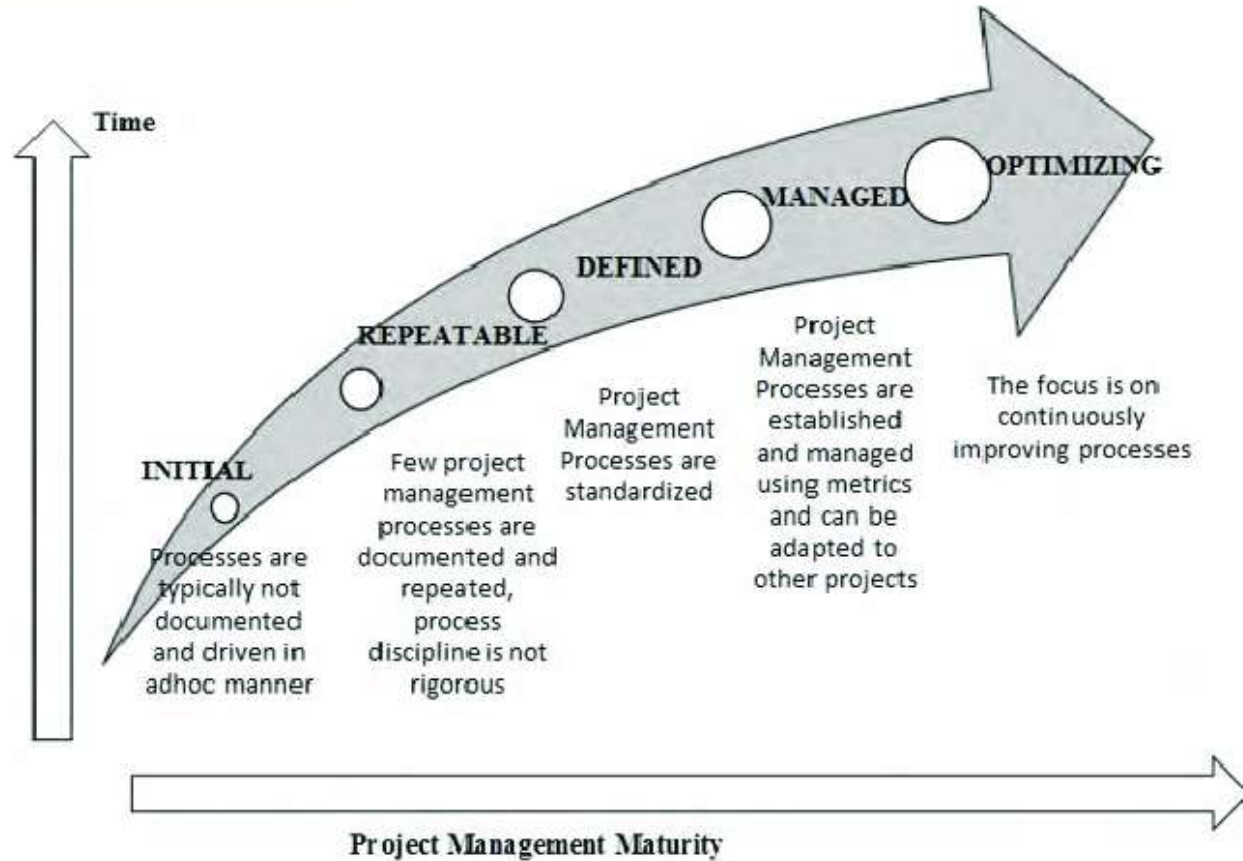 Time
INITIAL
Processes are
typically not
documented
and driven in
adhoc manner
REPEATABLE
Few project
management
processes are
documented and
repeated,
process
discipline is not
rigorous
DEFINED
Project
Management
Processes are
standardized
MANAGED
Project
Management
Processes are
established
and managed
using metrics
and can be
adapted to
other projects
OPTIMIZING
The focus is on
continuously
improving processes
Project Management Maturity